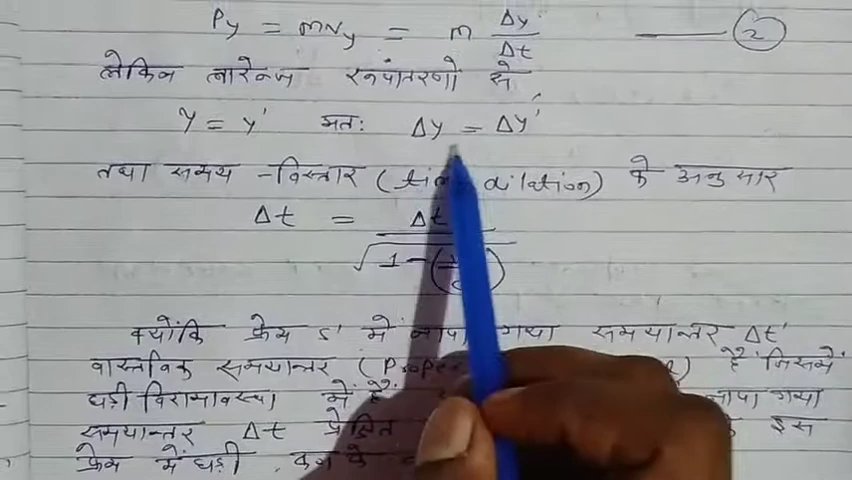 Py = mvy = m Δy / Δt ——— (2)
लेकिन लारेन्ज रूपांतरणो से
y = y' अतः Δy = Δy'
तथा समय - विस्तार (time dilation) के अनुसार
Δt = Δt / √1-(
क्योंकि फ्रेम S' में नापा गया समयान्तर Δt'
वास्तविक समयान्तर (Proper ) है जिसमें
घड़ी विरामावस्था में है नापा गया
समयान्तर Δt प्रेक्षित इस
फ्रेम में घड़ी